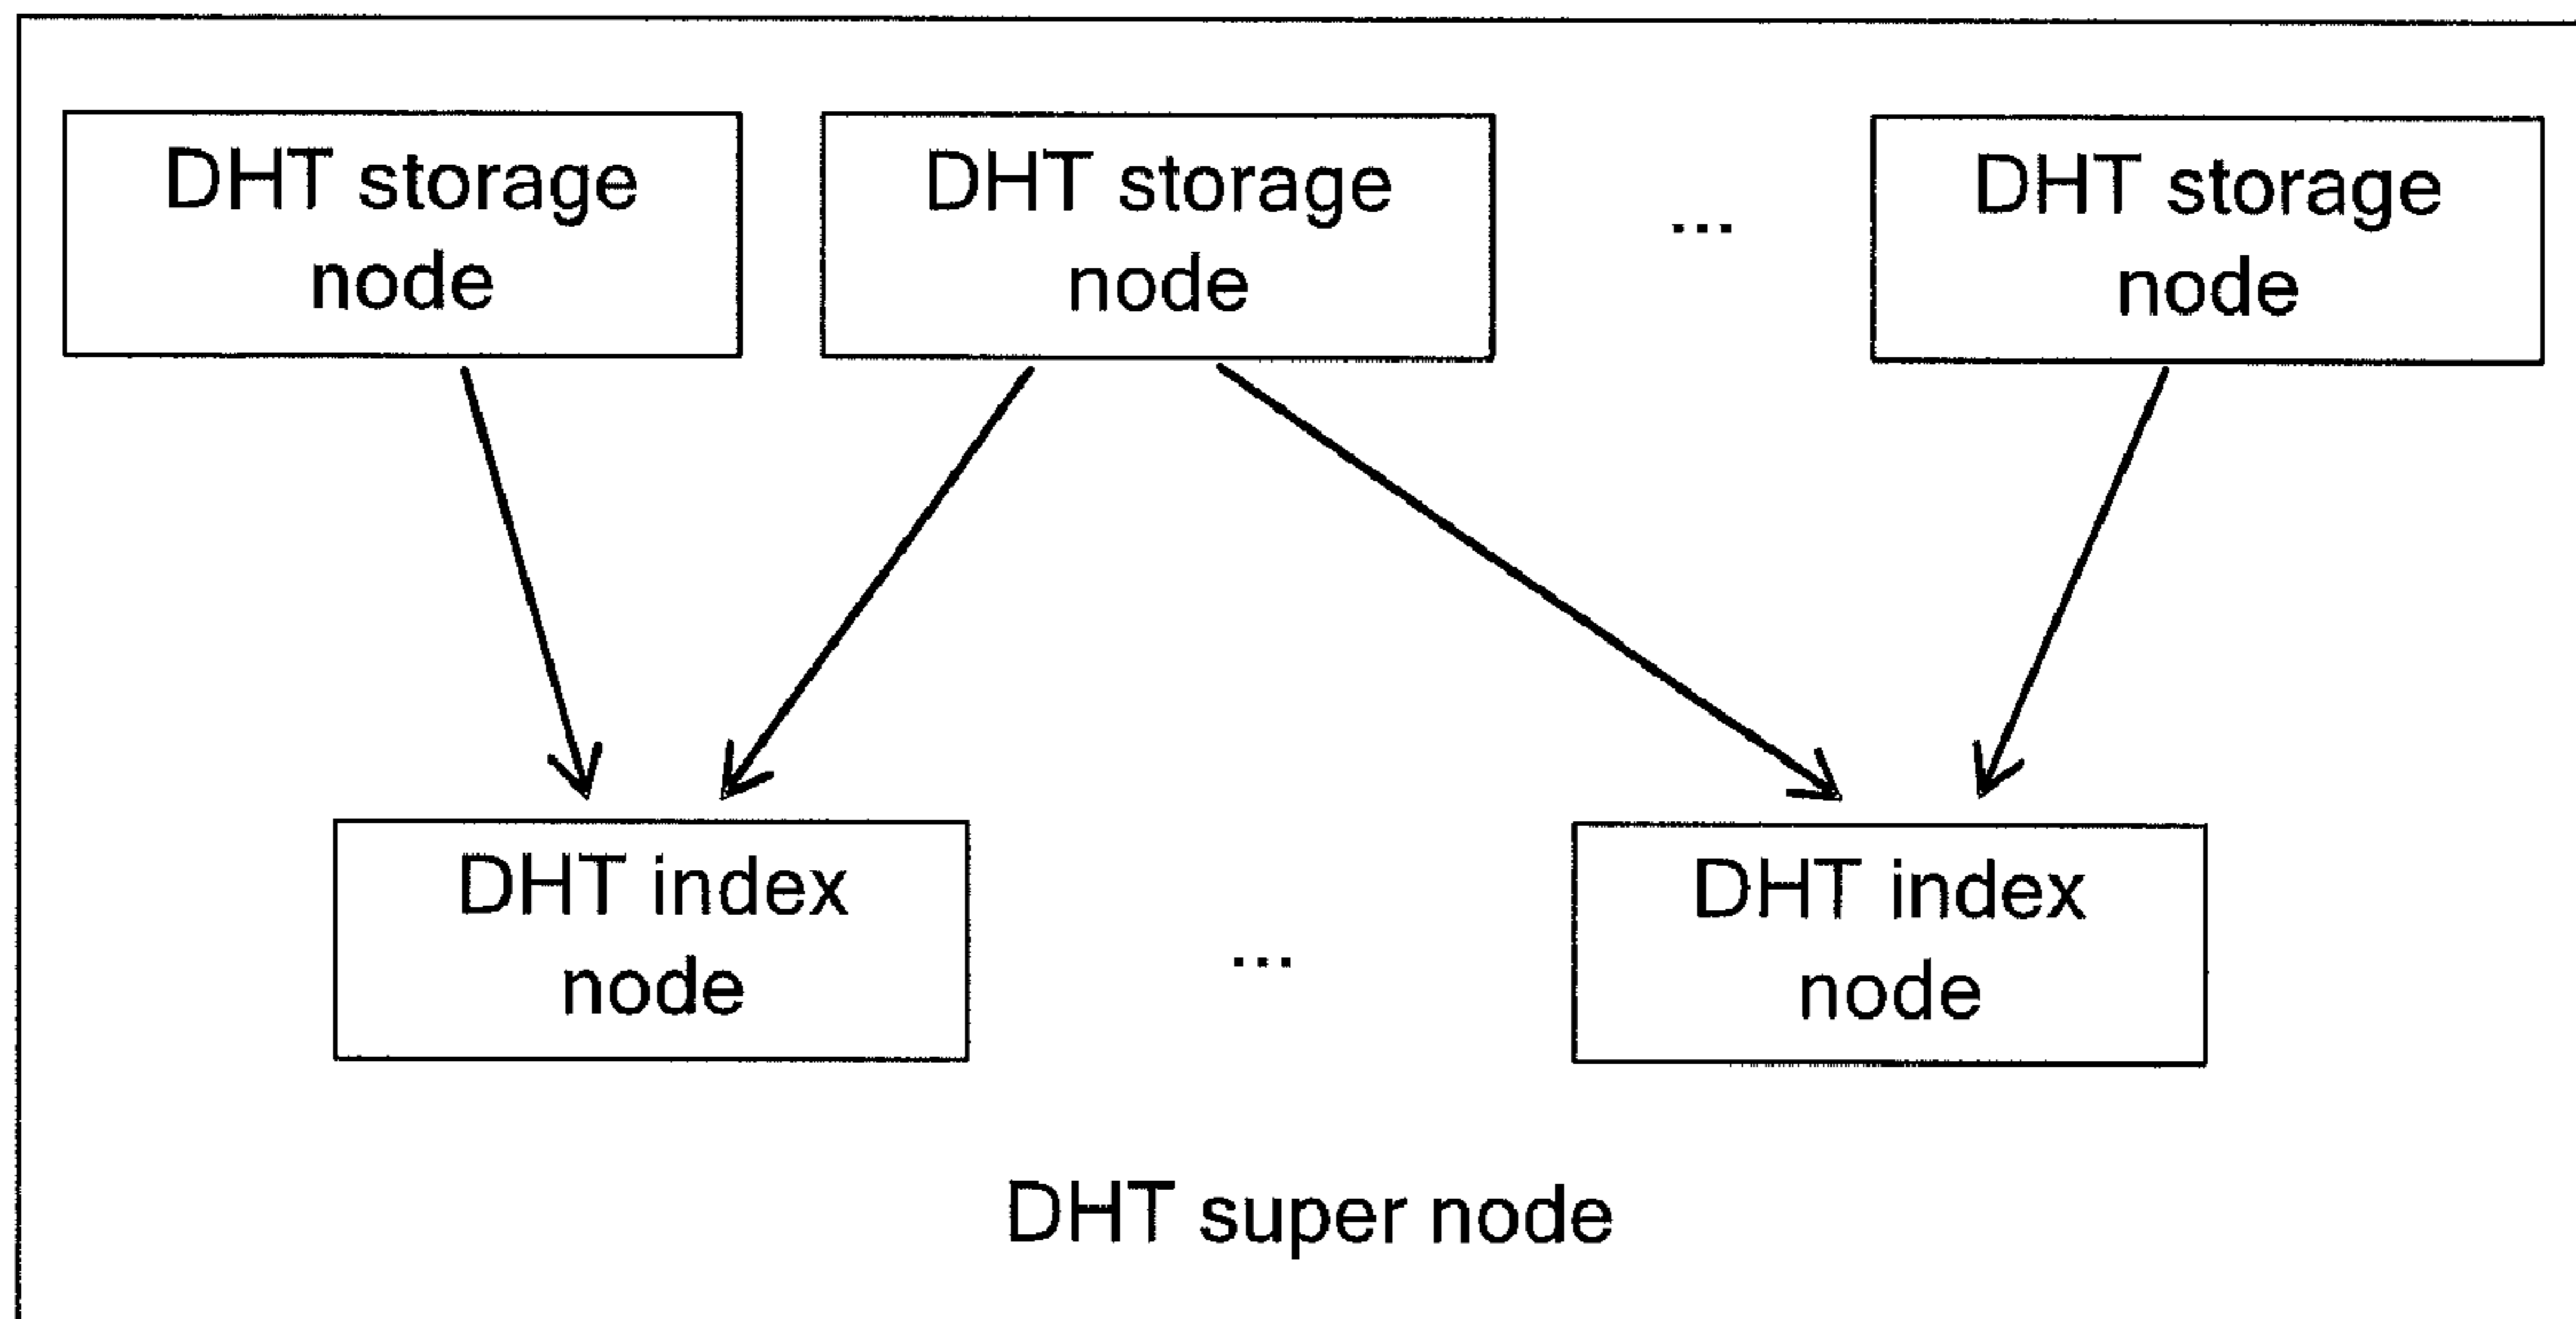 DHT storage
node
DHT storage
node
...
DHT storage
node
DHT index
node
...
DHT index
node
DHT super node